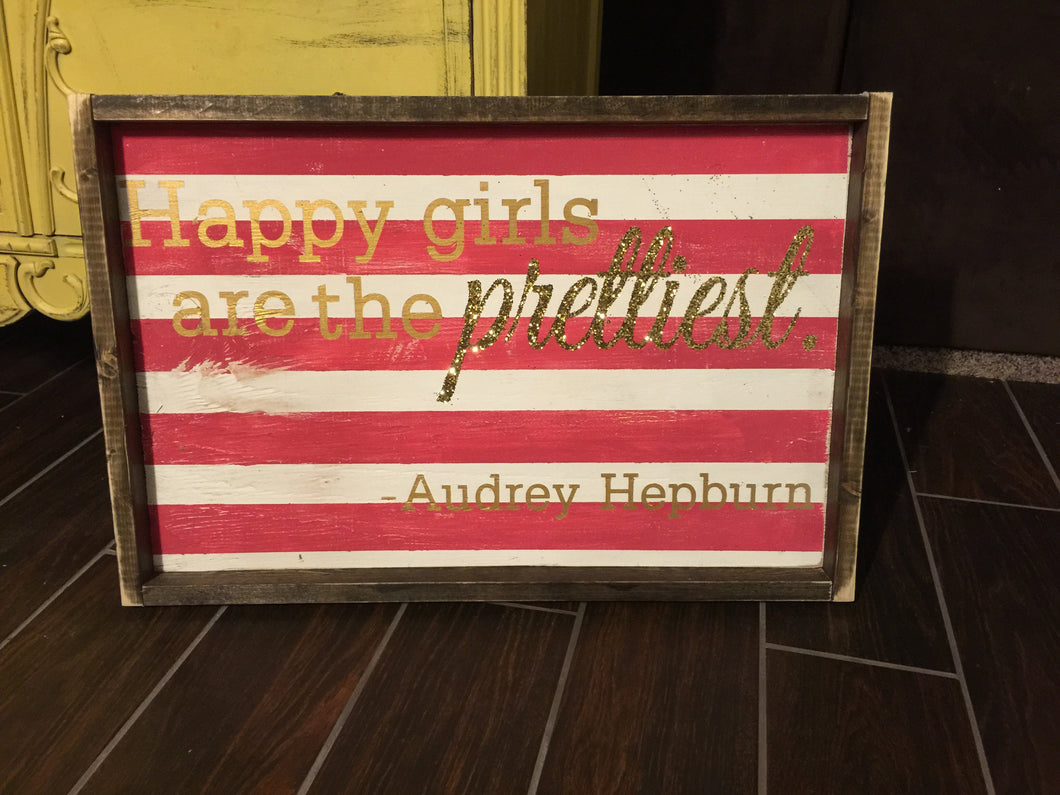 Happy girls
are the prettiest.
-Audrey Hepburn